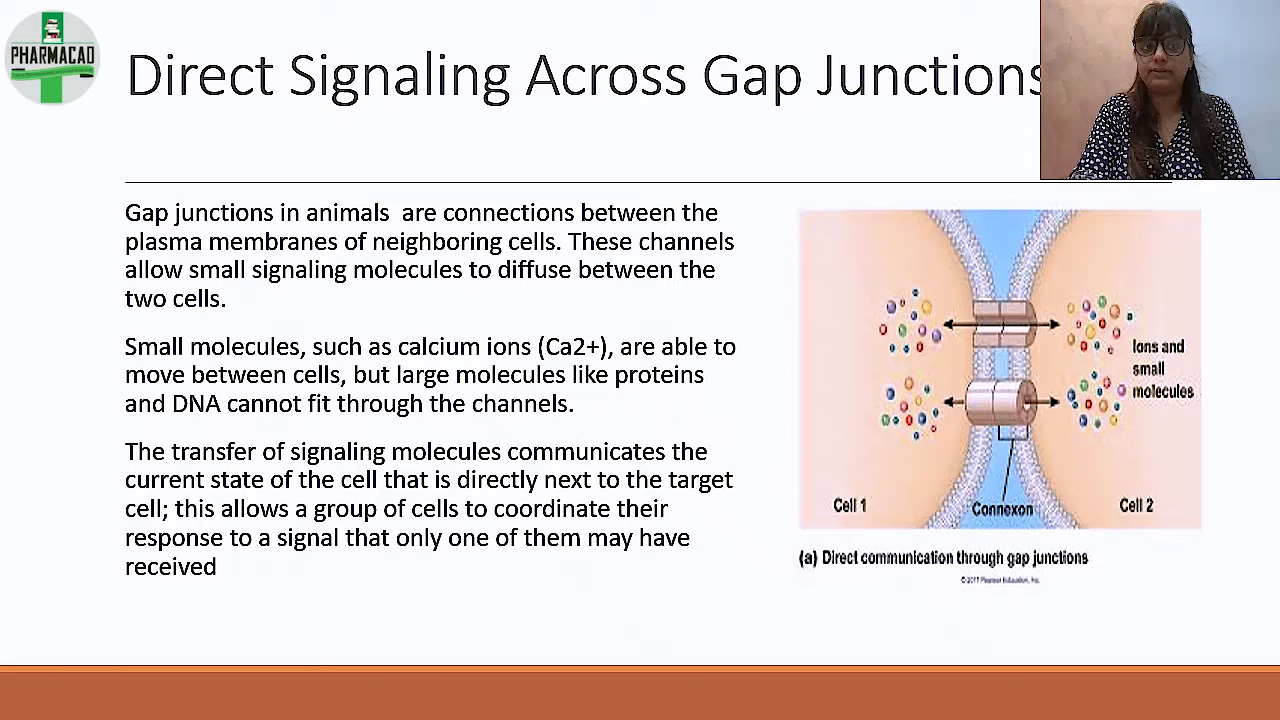 PHARMACAD
Direct Signaling Across Gap Junctions
Gap junctions in animals are connections between the
plasma membranes of neighboring cells. These channels
allow small signaling molecules to diffuse between the
two cells.
Small molecules, such as calcium ions (Ca2+), are able to
move between cells, but large molecules like proteins
and DNA cannot fit through the channels.
The transfer of signaling molecules communicates the
current state of the cell that is directly next to the target
cell; this allows a group of cells to coordinate their
response to a signal that only one of them may have
received
Ions and
small
molecules
Cell 1
Connexon
Cell 2
(a) Direct communication through gap junctions
© 2011 Pearson Education, Inc.